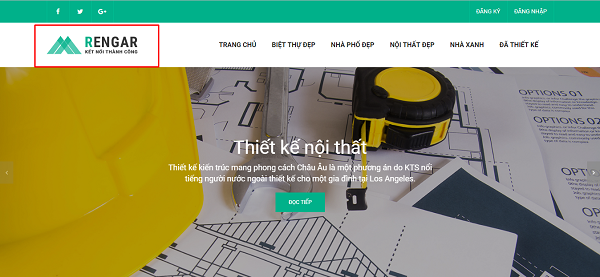 ĐĂNG KÝ ĐĂNG NHẬP
RENGAR
KẾT NỐI THÀNH CÔNG
TRANG CHỦ BIỆT THỰ ĐẸP NHÀ PHỐ ĐẸP NỘI THẤT ĐẸP NHÀ XANH ĐÃ THIẾT KẾ
OPTIONS 01
OPTIONS 02
Thiết kế nội thất
Thiết kế kiến trúc mang phong cách Châu Âu là một phương án do KTS nổi
tiếng người nước ngoài thiết kế cho một gia đình tại Los Angeles.
ĐỌC TIẾP